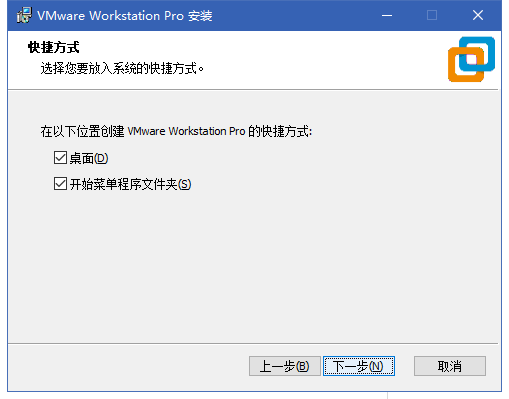 VMware Workstation Pro 安装
快捷方式
选择您要放入系统的快捷方式。
在以下位置创建 VMware Workstation Pro 的快捷方式:
桌面(D)
开始菜单程序文件夹(S)
上一步(B) 下一步(N) 取消